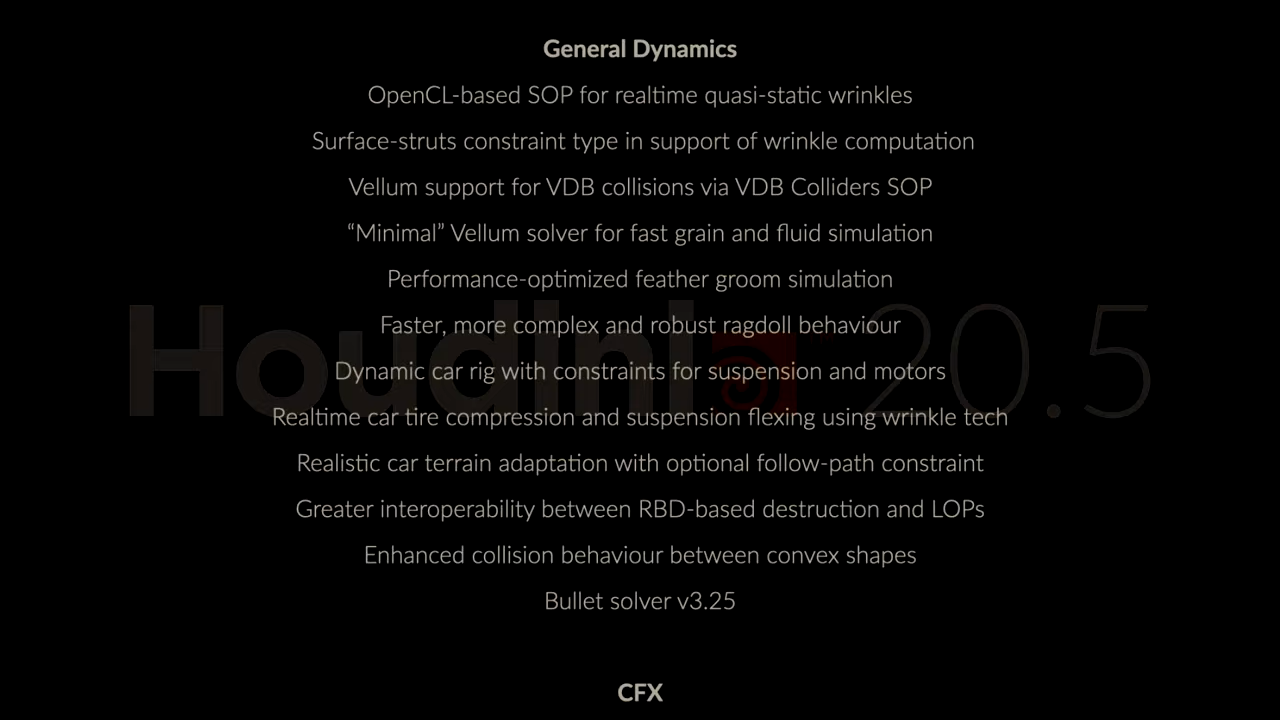 General Dynamics
OpenCL-based SOP for realtime quasi-static wrinkles
Surface-struts constraint type in support of wrinkle computation
Vellum support for VDB collisions via VDB Colliders SOP
“Minimal” Vellum solver for fast grain and fluid simulation
Performance-optimized feather groom simulation
Faster, more complex and robust ragdoll behaviour
Houdini 20.5
Dynamic car rig with constraints for suspension and motors
Realtime car tire compression and suspension flexing using wrinkle tech
Realistic car terrain adaptation with optional follow-path constraint
Greater interoperability between RBD-based destruction and LOPs
Enhanced collision behaviour between convex shapes
Bullet solver v3.25
CFX